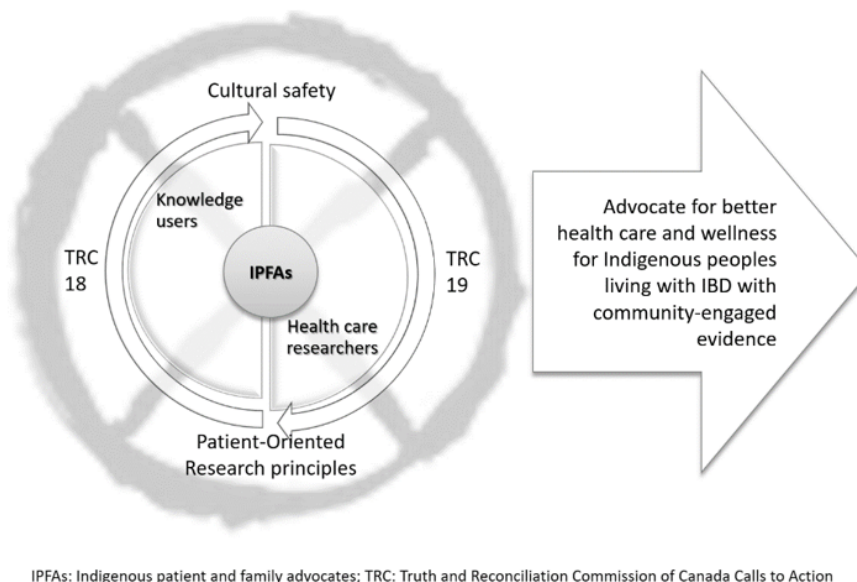 Cultural safety
Knowledge
users
TRC
18
IPFAs
TRC
19
Health care
researchers
Patient-Oriented
Research principles
Advocate for better
health care and wellness
for Indigenous peoples
living with IBD with
community-engaged
evidence
IPFAs: Indigenous patient and family advocates; TRC: Truth and Reconciliation Commission of Canada Calls to Action